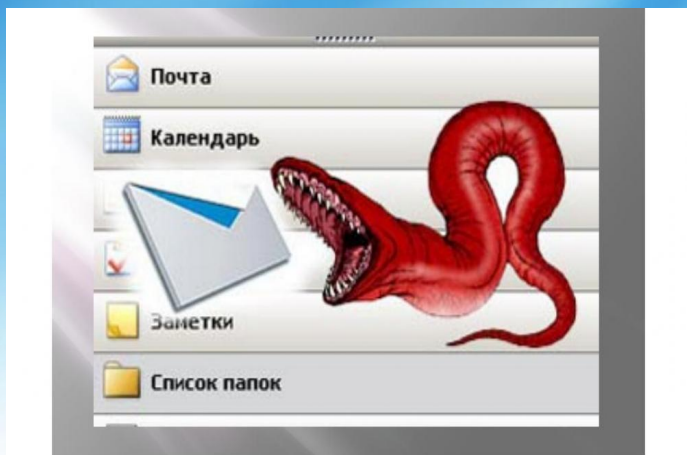 Почта
Календарь
Заметки
Список папок